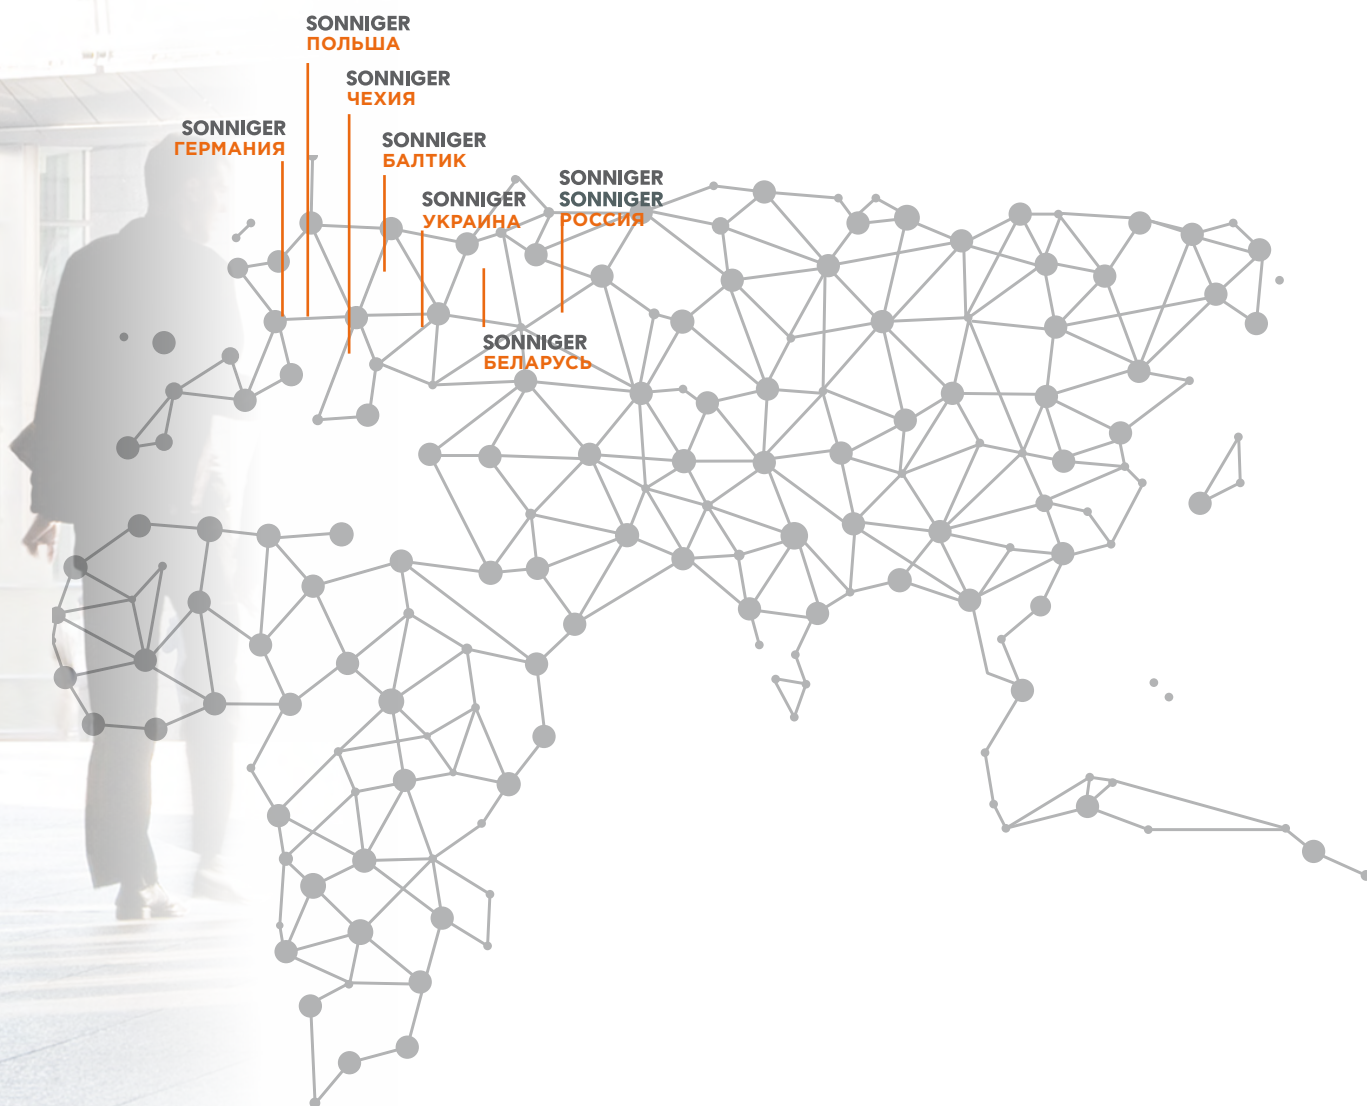 SONNIGER
ПОЛЬША
SONNIGER
ЧЕХИЯ
SONNIGER
ГЕРМАНИЯ
SONNIGER
БАЛТИК
SONNIGER
УКРАИНА
SONNIGER
SONNIGER
РОССИЯ
SONNIGER
БЕЛАРУСЬ